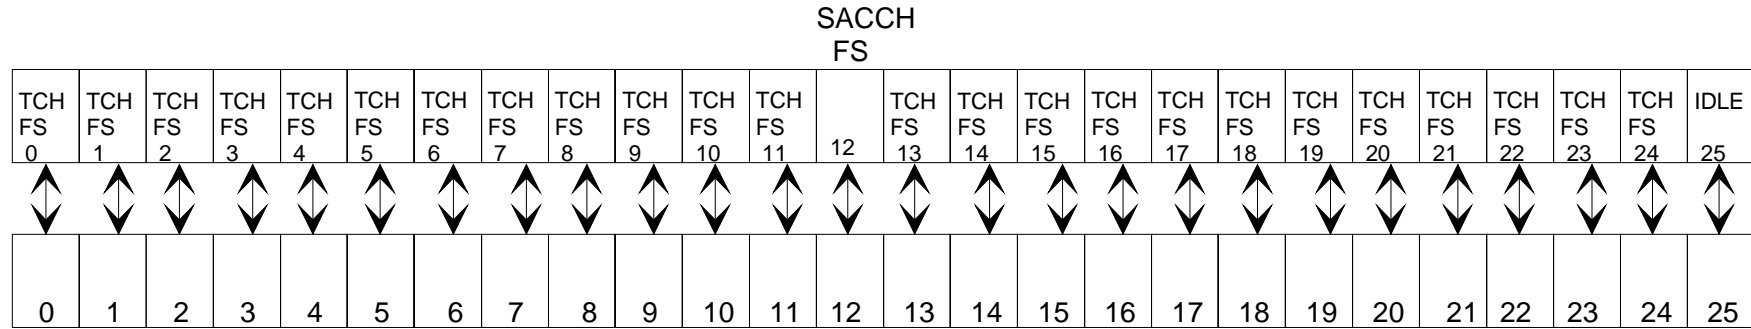 SACCH
FS
TCH TCH TCH TCH TCH TCH TCH TCH TCH TCH TCH TCH TCH TCH TCH TCH TCH TCH TCH TCH TCH TCH TCH TCH IDLE
FS FS FS FS FS FS FS FS FS FS FS FS FS FS FS FS FS FS FS FS FS FS FS FS
0 1 2 3 4 5 6 7 8 9 10 11 12 13 14 15 16 17 18 19 20 21 22 23 24 25
0 1 2 3 4 5 6 7 8 9 10 11 12 13 14 15 16 17 18 19 20 21 22 23 24 25